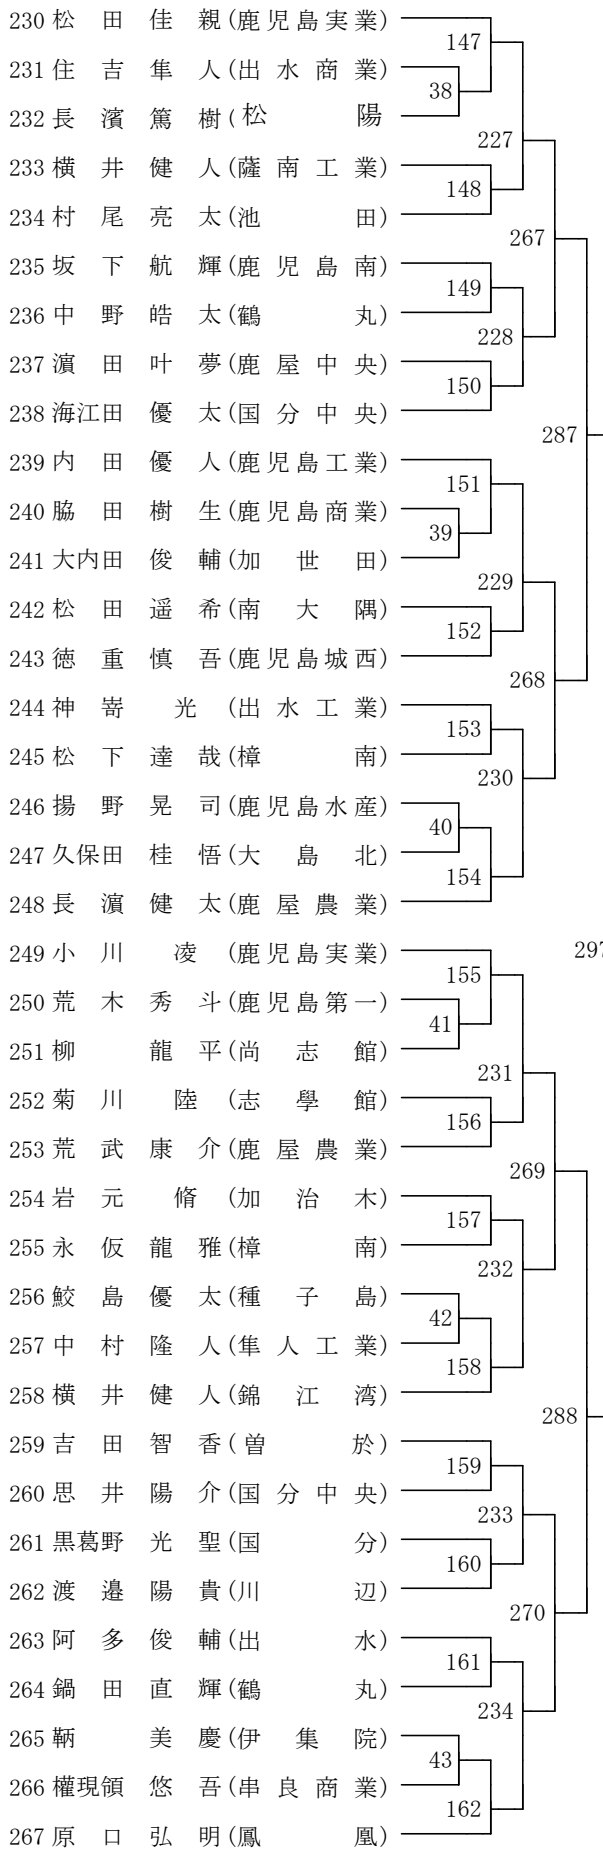 230 松田佳親(鹿児島実業)
147
231 住吉隼人(出水商業)
38
232 長濱篤樹(松陽)
227
233 横井健人(薩南工業)
148
234 村尾亮太(池田)
267
235 坂下航輝(鹿児島南)
149
236 中野皓太(鶴丸)
228
237 濵田叶夢(鹿屋中央)
150
238 海江田優太(国分中央)
287
239 内田優人(鹿児島工業)
151
240 脇田樹生(鹿児島商業)
39
241 大内田俊輔(加世田)
229
242 松田遥希(南大隅)
152
243 徳重慎吾(鹿児島城西)
268
244 神嵜光(出水工業)
153
245 松下達哉(樟南)
230
246 揚野晃司(鹿児島水産)
40
247 久保田桂悟(大島北)
154
248 長濵健太(鹿屋農業)
249 小川凌(鹿児島実業)
297
155
250 荒木秀斗(鹿児島第一)
41
251 柳龍平(尚志館)
231
252 菊川陸(志學館)
156
253 荒武康介(鹿屋農業)
269
254 岩元脩(加治木)
157
255 永仮龍雅(樟南)
232
256 鮫島優太(種子島)
42
257 中村隆人(隼人工業)
158
258 横井健人(錦江湾)
288
259 吉田智香(曽於)
159
260 思井陽介(国分中央)
233
261 黒葛野光聖(国分)
160
262 渡邉陽貴(川辺)
270
263 阿多俊輔(出水)
161
264 鍋田直輝(鶴丸)
234
265 鞆美慶(伊集院)
43
266 權現領悠吾(串良商業)
162
267 原口弘明(鳳凰)